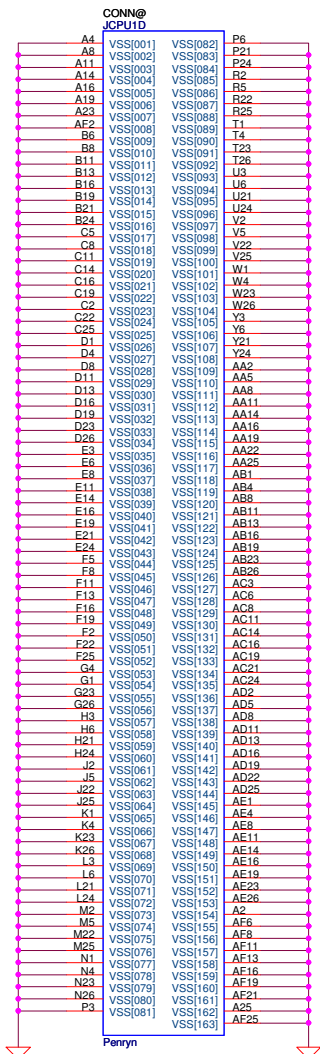 CONN@
JCPU1D
A4 VSS[001] VSS[082] P6
A8 VSS[002] VSS[083] P21
A11 VSS[003] VSS[084] P24
A14 VSS[004] VSS[085] R2
A16 VSS[005] VSS[086] R5
A19 VSS[006] VSS[087] R22
A23 VSS[007] VSS[088] R25
AF2 VSS[008] VSS[089] T1
B6 VSS[009] VSS[090] T4
B8 VSS[010] VSS[091] T23
B11 VSS[011] VSS[092] T26
B13 VSS[012] VSS[093] U3
B16 VSS[013] VSS[094] U6
B19 VSS[014] VSS[095] U21
B21 VSS[015] VSS[096] U24
B24 VSS[016] VSS[097] V2
C5 VSS[017] VSS[098] V5
C8 VSS[018] VSS[099] V22
C11 VSS[019] VSS[100] V25
C14 VSS[020] VSS[101] W1
C16 VSS[021] VSS[102] W4
C19 VSS[022] VSS[103] W23
C2 VSS[023] VSS[104] W26
C22 VSS[024] VSS[105] Y3
C25 VSS[025] VSS[106] Y6
D1 VSS[026] VSS[107] Y21
D4 VSS[027] VSS[108] Y24
D8 VSS[028] VSS[109] AA2
D11 VSS[029] VSS[110] AA5
D13 VSS[030] VSS[111] AA8
D16 VSS[031] VSS[112] AA11
D19 VSS[032] VSS[113] AA14
D23 VSS[033] VSS[114] AA16
D26 VSS[034] VSS[115] AA19
E3 VSS[035] VSS[116] AA22
E6 VSS[036] VSS[117] AA25
E8 VSS[037] VSS[118] AB1
E11 VSS[038] VSS[119] AB4
E14 VSS[039] VSS[120] AB8
E16 VSS[040] VSS[121] AB11
E19 VSS[041] VSS[122] AB13
E21 VSS[042] VSS[123] AB16
E24 VSS[043] VSS[124] AB19
F5 VSS[044] VSS[125] AB23
F8 VSS[045] VSS[126] AB26
F11 VSS[046] VSS[127] AC3
F13 VSS[047] VSS[128] AC6
F16 VSS[048] VSS[129] AC8
F19 VSS[049] VSS[130] AC11
F2 VSS[050] VSS[131] AC14
F22 VSS[051] VSS[132] AC16
F25 VSS[052] VSS[133] AC19
G4 VSS[053] VSS[134] AC21
G1 VSS[054] VSS[135] AC24
G23 VSS[055] VSS[136] AD2
G26 VSS[056] VSS[137] AD5
H3 VSS[057] VSS[138] AD8
H6 VSS[058] VSS[139] AD11
H21 VSS[059] VSS[140] AD13
H24 VSS[060] VSS[141] AD16
J2 VSS[061] VSS[142] AD19
J5 VSS[062] VSS[143] AD22
J22 VSS[063] VSS[144] AD25
J25 VSS[064] VSS[145] AE1
K1 VSS[065] VSS[146] AE4
K4 VSS[066] VSS[147] AE8
K23 VSS[067] VSS[148] AE11
K26 VSS[068] VSS[149] AE14
L3 VSS[069] VSS[150] AE16
L6 VSS[070] VSS[151] AE19
L21 VSS[071] VSS[152] AE23
L24 VSS[072] VSS[153] AE26
M2 VSS[073] VSS[154] A2
M5 VSS[074] VSS[155] AF6
M22 VSS[075] VSS[156] AF8
M25 VSS[076] VSS[157] AF11
N1 VSS[077] VSS[158] AF13
N4 VSS[078] VSS[159] AF16
N23 VSS[079] VSS[160] AF19
N26 VSS[080] VSS[161] AF21
P3 VSS[081] VSS[162] A25
VSS[163] AF25
Penryn